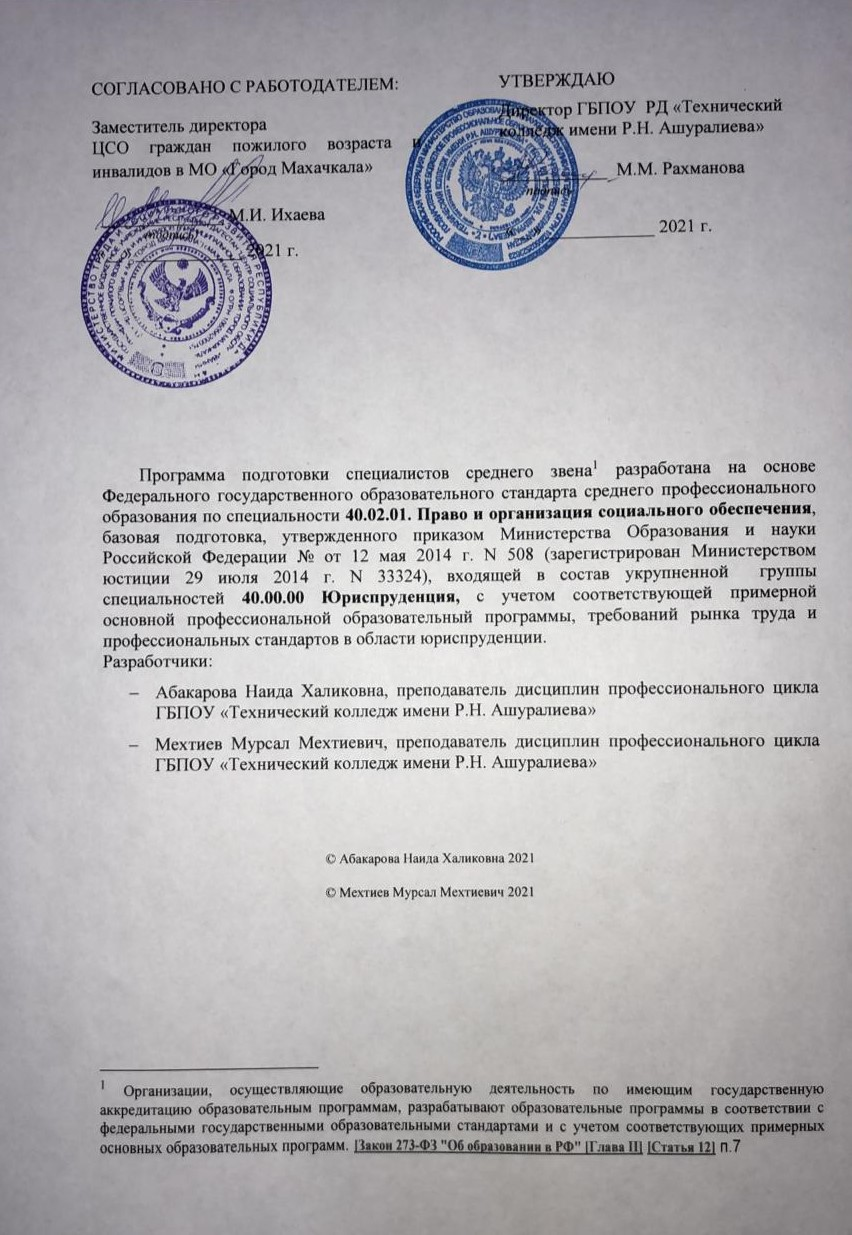 СОГЛАСОВАНО С РАБОТОДАТЕЛЕМ:
Заместитель директора
ЦСО граждан пожилого возраста и
инвалидов в МО «Город Махачкала»
М.И. Ихаева
подпись
2021 г.
УТВЕРЖДАЮ
Директор ГБПОУ РД «Технический
колледж имени Р.Н. Ашуралиева»
М.М. Рахманова
подпись
2021 г.
Программа подготовки специалистов среднего звена1 разработана на основе
Федерального государственного образовательного стандарта среднего профессионального
образования по специальности 40.02.01. Право и организация социального обеспечения,
базовая подготовка, утвержденного приказом Министерства Образования и науки
Российской Федерации № от 12 мая 2014 г. N 508 (зарегистрирован Министерством
юстиции 29 июля 2014 г. N 33324), входящей в состав укрупненной группы
специальностей 40.00.00 Юриспруденция, с учетом соответствующей примерной
основной профессиональной образовательный программы, требований рынка труда и
профессиональных стандартов в области юриспруденции.
Разработчики:
– Абакарова Наида Халиковна, преподаватель дисциплин профессионального цикла
ГБПОУ «Технический колледж имени Р.Н. Ашуралиева»
– Мехтиев Мурсал Мехтиевич, преподаватель дисциплин профессионального цикла
ГБПОУ «Технический колледж имени Р.Н. Ашуралиева»
© Абакарова Наида Халиковна 2021
© Мехтиев Мурсал Мехтиевич 2021
1 Организации, осуществляющие образовательную деятельность по имеющим государственную
аккредитацию образовательным программам, разрабатывают образовательные программы в соответствии с
федеральными государственными образовательными стандартами и с учетом соответствующих примерных
основных образовательных программ. [Закон 273-ФЗ "Об образовании в РФ" [Глава II] [Статья 12] п.7